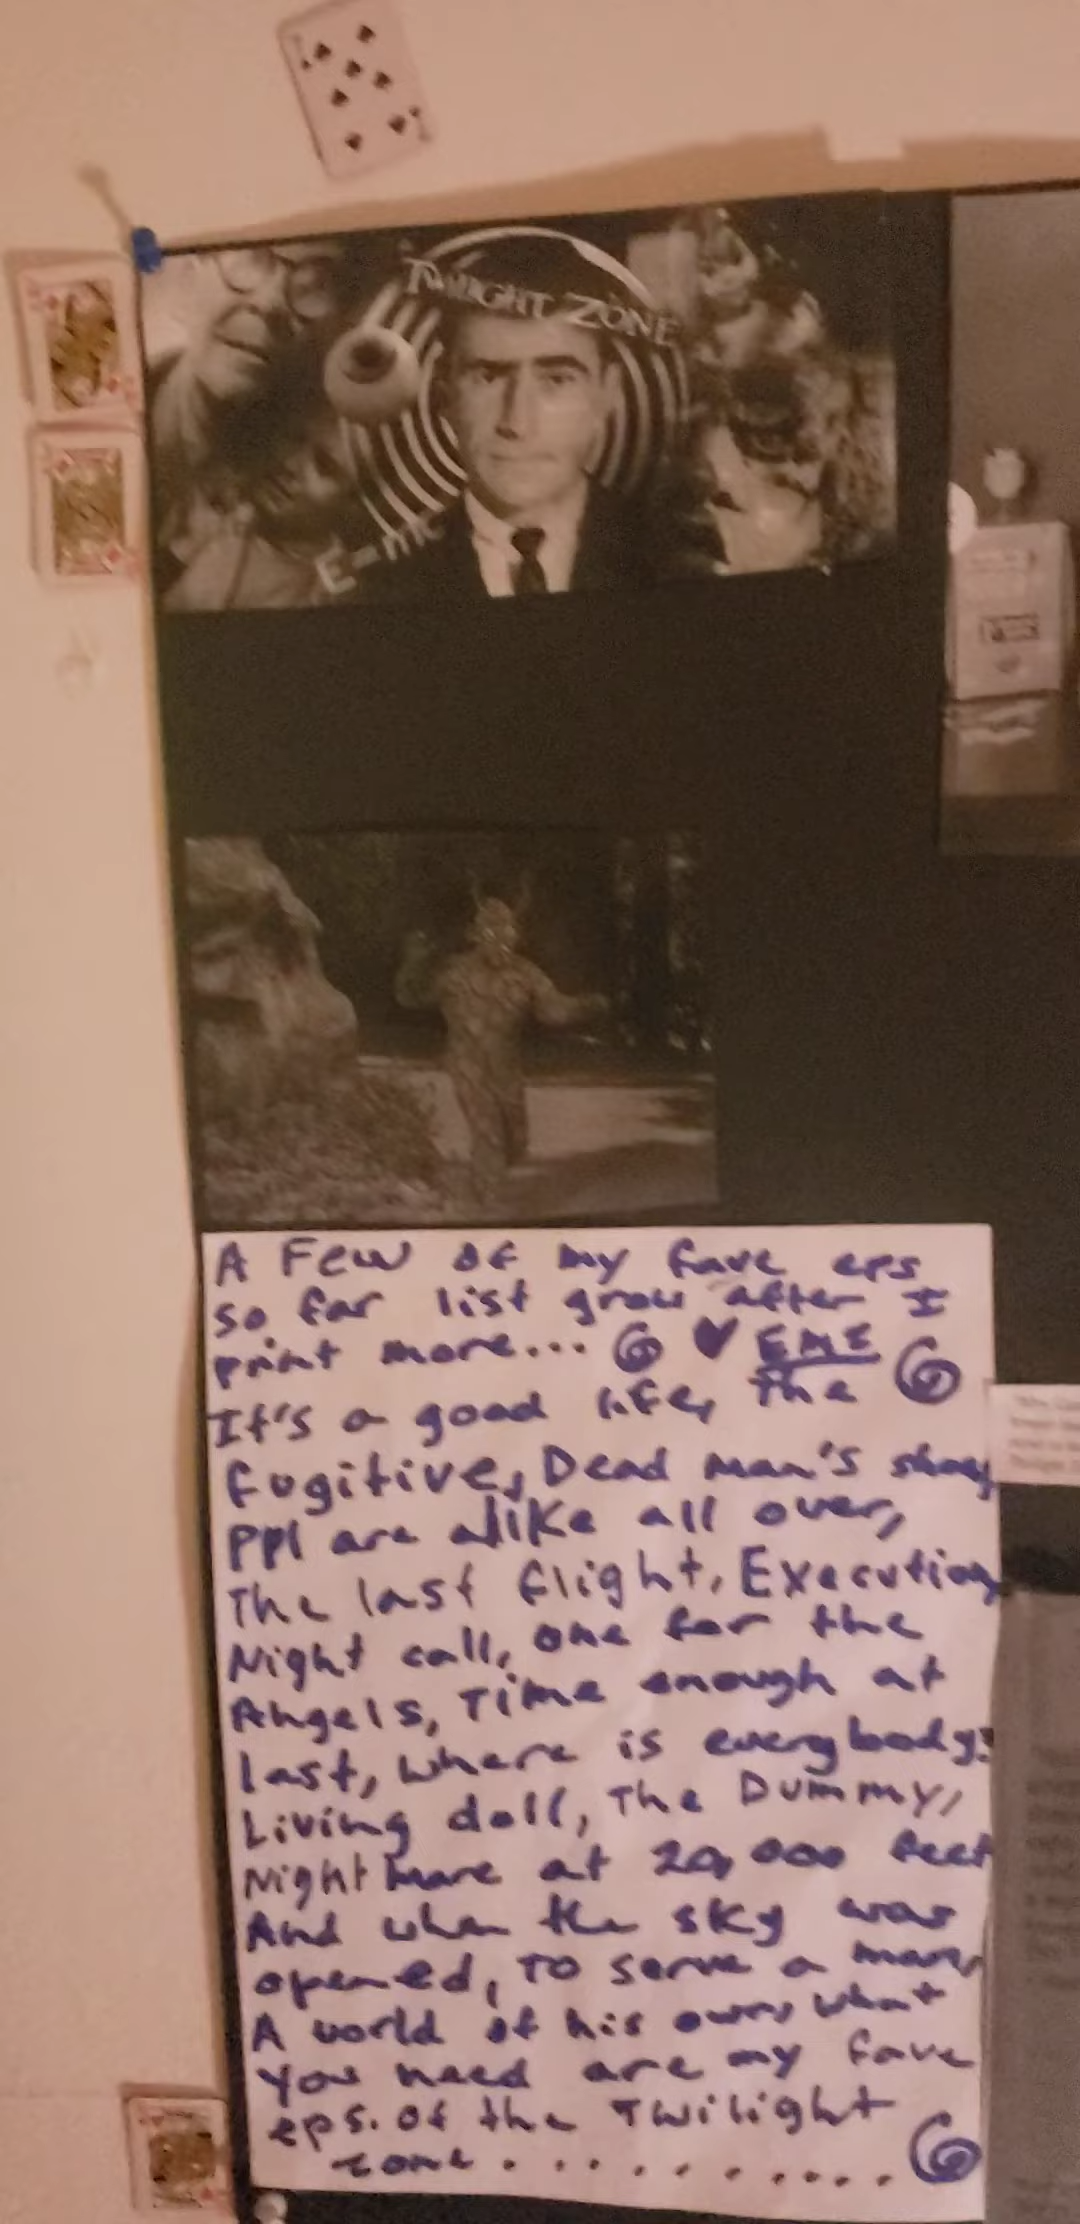 TWILIGHT ZONE
E=mc
A Few of my fave eps
so far list grow after I
print more... ♥ EME
It's a good life, The
fugitive, Dead man's shoes
PPl are alike all over,
The last flight, Execution,
Night call, one for the
Angels, Time enough at
last, where is everybody?
Living doll, The Dummy,
Nightmare at 20,000 feet
And when the sky was
opened, To serve a man,
A world of his own, what
you need are my fave
eps. of the Twilight
zone...........